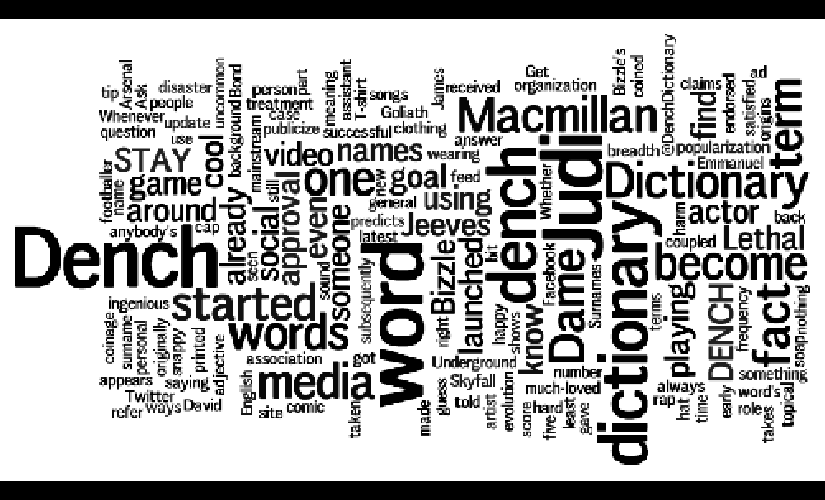 tip
Arsenal
Ask
disaster
people
Whenever
question
update
use
uncommon
Bond
background
person
part
treatment
case
publicize
mainstream
meaning
assistant
T-shirt
songs
Goliath
successful
clothing
James
received
Get
organization
Bizzle's
coined
@DenchDictionary
claims
ad
find
endorsed
satisfied
origins
term
Macmillan
answer
breadth
popularization
Emmanuel
STAY
cool
video
names
wearing
footballer
name
game
still
one
new
goal
feed
dench
Whether
Judi
Dictionary
around
already
social
approval
even
someone
general
using
predicts
Jeeves
latest
harm
actor
back
anybody's
cap
seen
sound
coupled
Lethal
Dench
word
Bizzle
launched
hit
Dame
Facebook
Surnames
dictionary
become
ingenious
started
subsequently
right
happy
shows
know
terms
playing
DENCH
frequency
fact
nothing
soap
coinage
surname
personal
originally
snappy
printed
adjective
words
association
got
Underground
number
something
appears
saying
English
media
guess
Skyfall
much-loved
always
word's
Twitter
refer
ways
David
site
comic
taken
made
told
artist
evolution
score
hard
five
least
gave
rap
hat
time
early
role
takes
topical